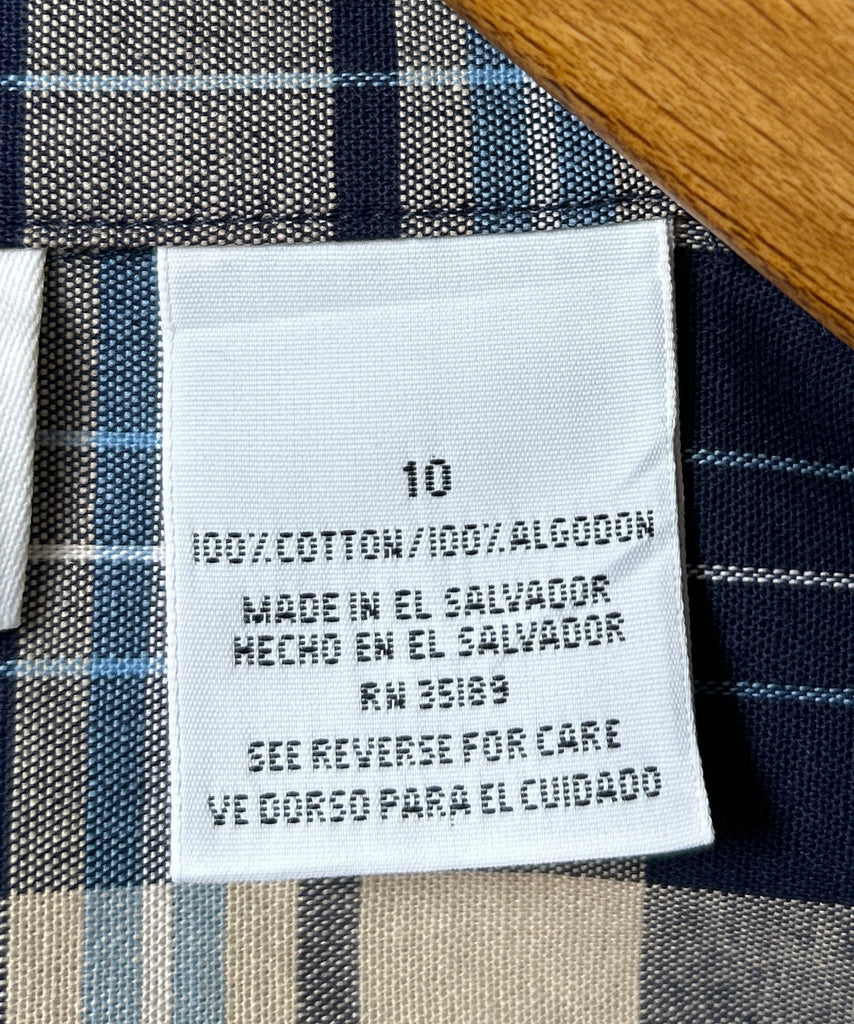 10
100% COTTON/100% ALGODON
MADE IN EL SALVADOR
HECHO EN EL SALVADOR
RN 35189
SEE REVERSE FOR CARE
VE DORSO PARA EL CUIDADO